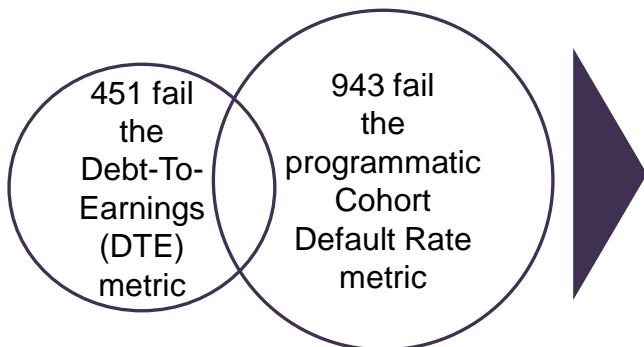 451 fail
the
Debt-To-
Earnings
(DTE)
metric
943 fail
the
programmatic
Cohort
Default Rate
metric